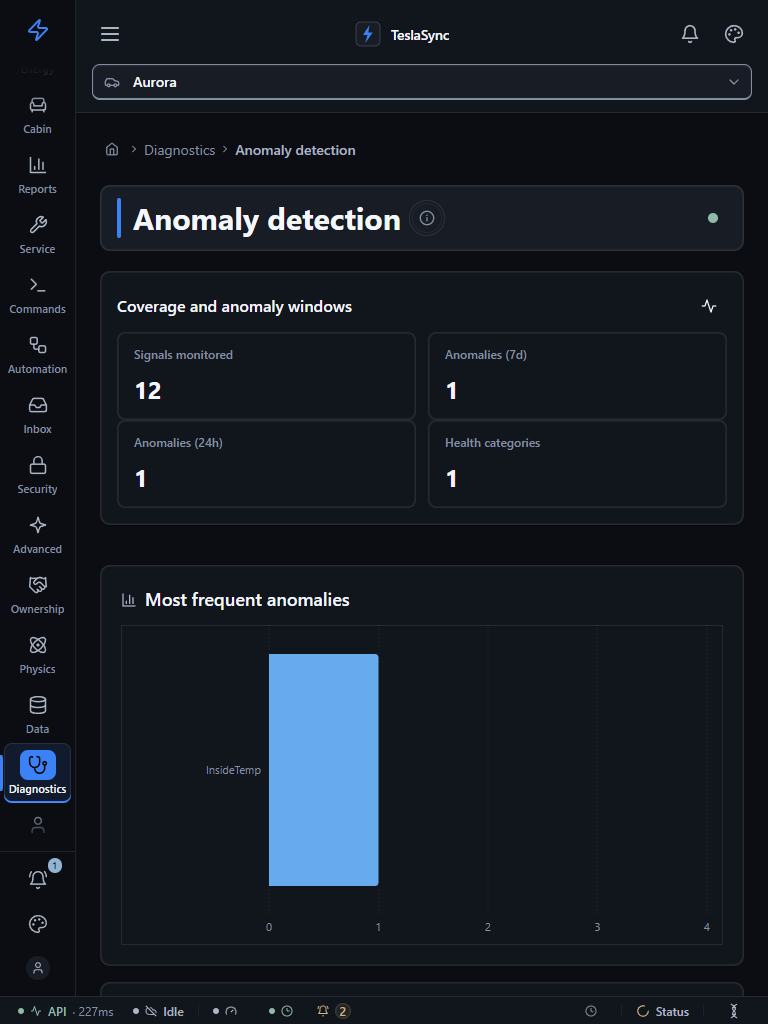 TeslaSync
Aurora
Energy
Cabin
Reports
Service
Commands
Automation
Inbox
Security
Advanced
Ownership
Physics
Data
Diagnostics
1
Diagnostics > Anomaly detection
Anomaly detection
Coverage and anomaly windows
Signals monitored
12
Anomalies (7d)
1
Anomalies (24h)
1
Health categories
1
Most frequent anomalies
InsideTemp
0 1 2 3 4
API · 227ms Idle 2 Status